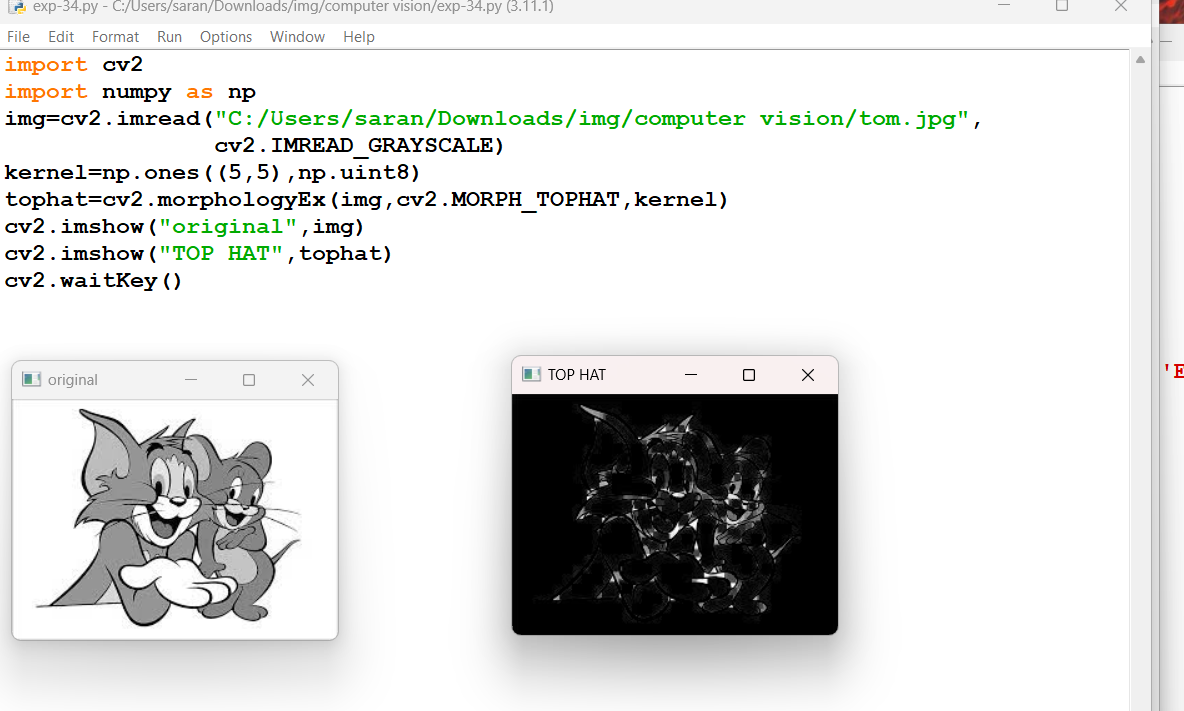 exp-34.py - C:/Users/saran/Downloads/img/computer vision/exp-34.py (3.11.1)
File Edit Format Run Options Window Help
import cv2
import numpy as np
img=cv2.imread("C:/Users/saran/Downloads/img/computer vision/tom.jpg",
cv2.IMREAD_GRAYSCALE)
kernel=np.ones((5,5),np.uint8)
tophat=cv2.morphologyEx(img,cv2.MORPH_TOPHAT,kernel)
cv2.imshow("original",img)
cv2.imshow("TOP HAT",tophat)
cv2.waitKey()
original
TOP HAT
'E